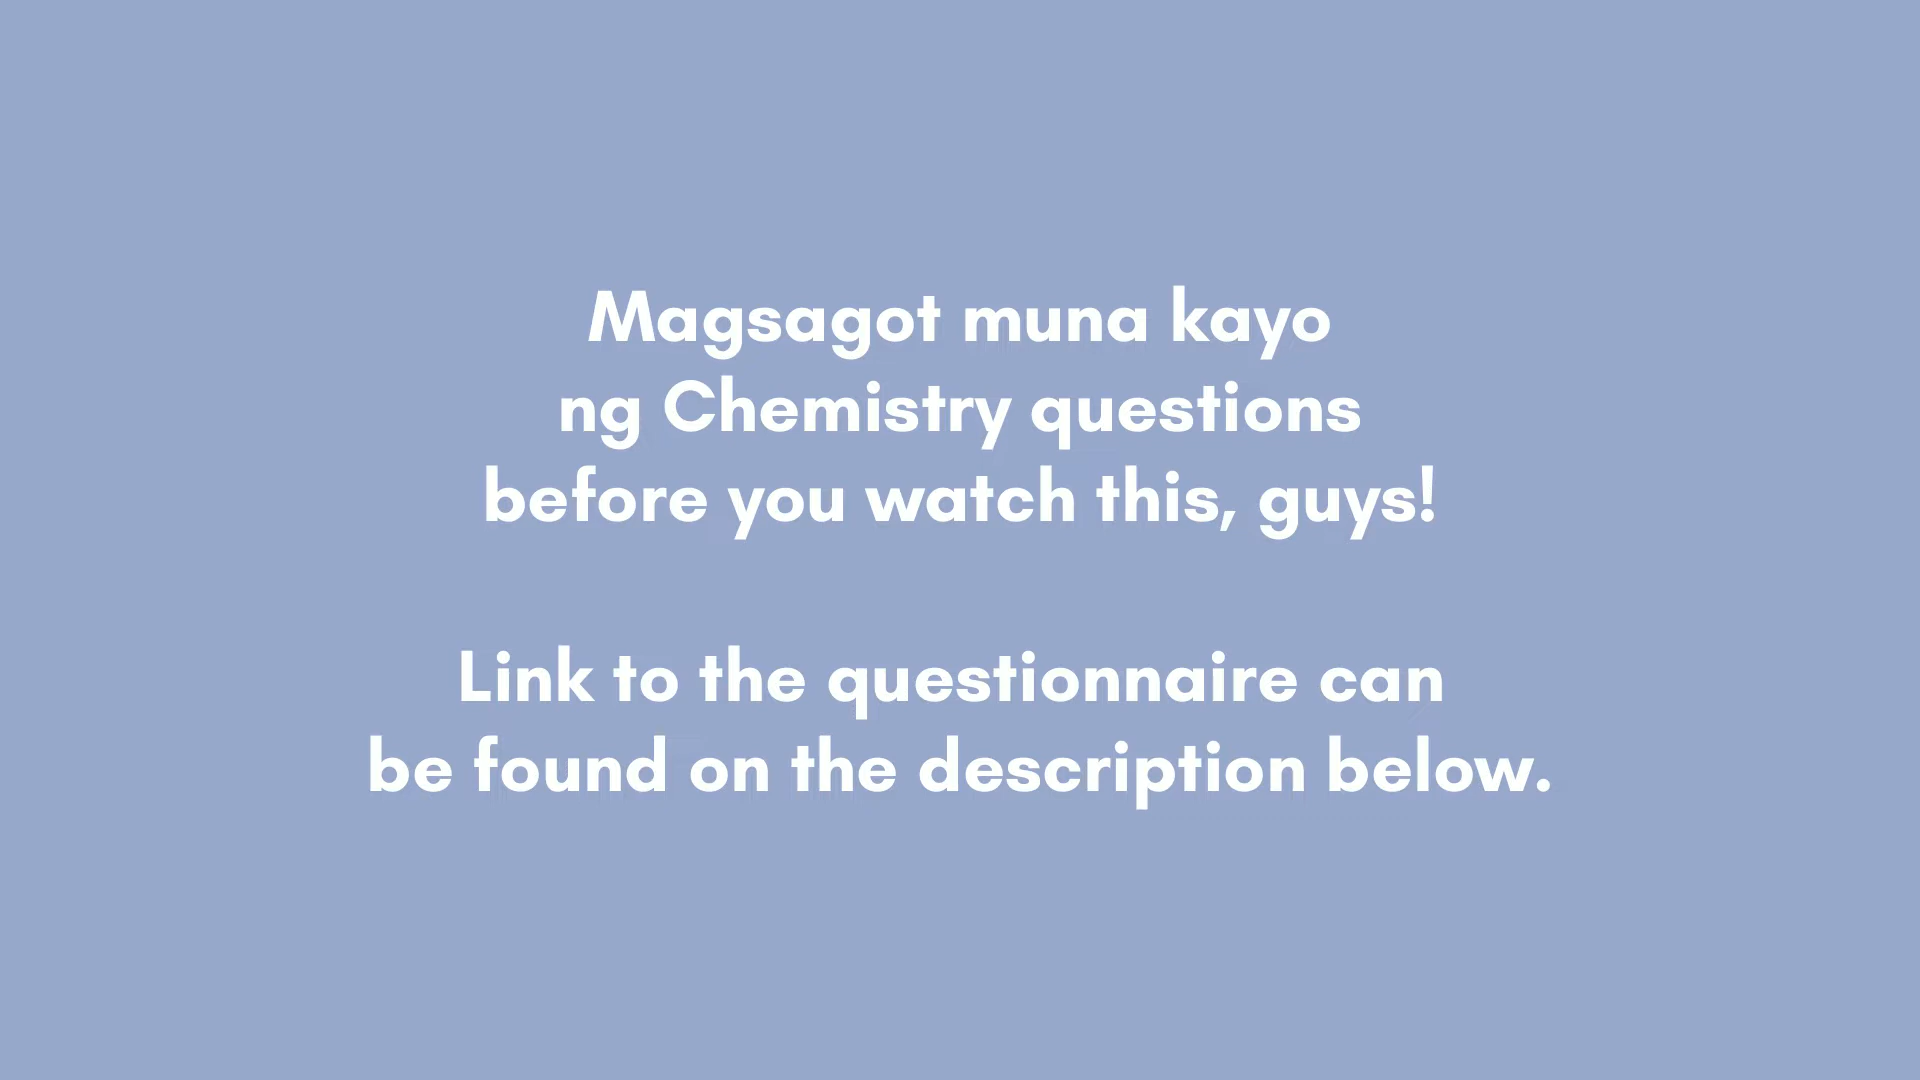 Magsagot muna kayo
ng Chemistry questions
before you watch this, guys!
Link to the questionnaire can
be found on the description below.